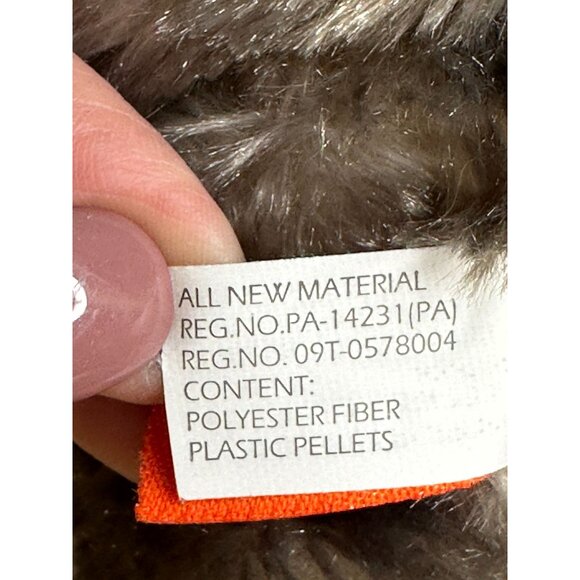 ALL NEW MATERIAL
REG.NO.PA-14231(PA)
REG.NO. 09T-0578004
CONTENT:
POLYESTER FIBER
PLASTIC PELLETS